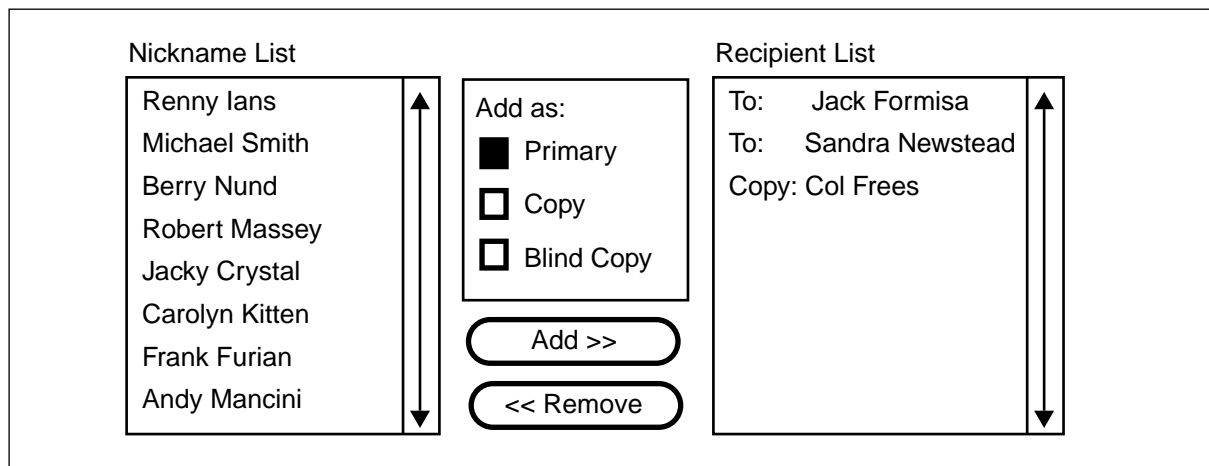 Nickname List
Renny Ians
Michael Smith
Berry Nund
Robert Massey
Jacky Crystal
Carolyn Kitten
Frank Furian
Andy Mancini
Add as:
Primary
Copy
Blind Copy
Add >>
<< Remove
Recipient List
To: Jack Formisa
To: Sandra Newstead
Copy: Col Frees